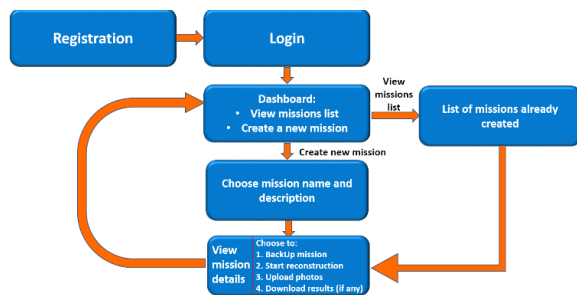 Registration
Login
View
missions
list
Dashboard:
• View missions list
• Create a new mission
List of missions already
created
Create new mission
Choose mission name and
description
View
mission
details
Choose to:
1. BackUp mission
2. Start reconstruction
3. Upload photos
4. Download results (if any)